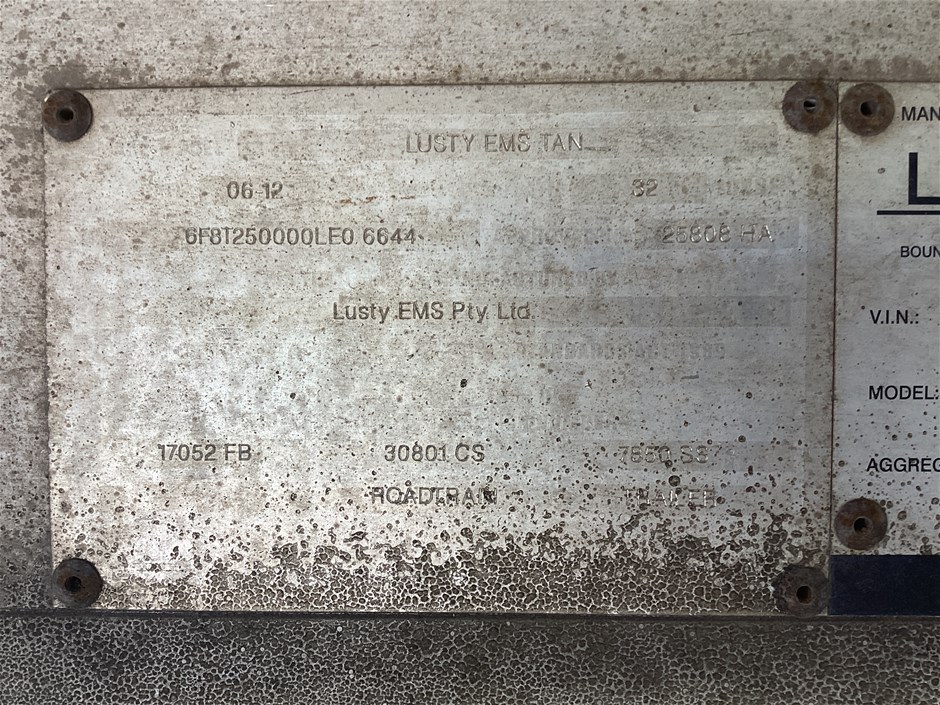 LUSTY EMS TAN
06 12 32
6F8T250000LE0 6644 25808 HA
Lusty EMS Pty. Ltd.
17052 FB 30801 CS
ROADTRAIN TRAILER
MAN
L
BOUN
V.I.N.:
MODEL:
AGGREG